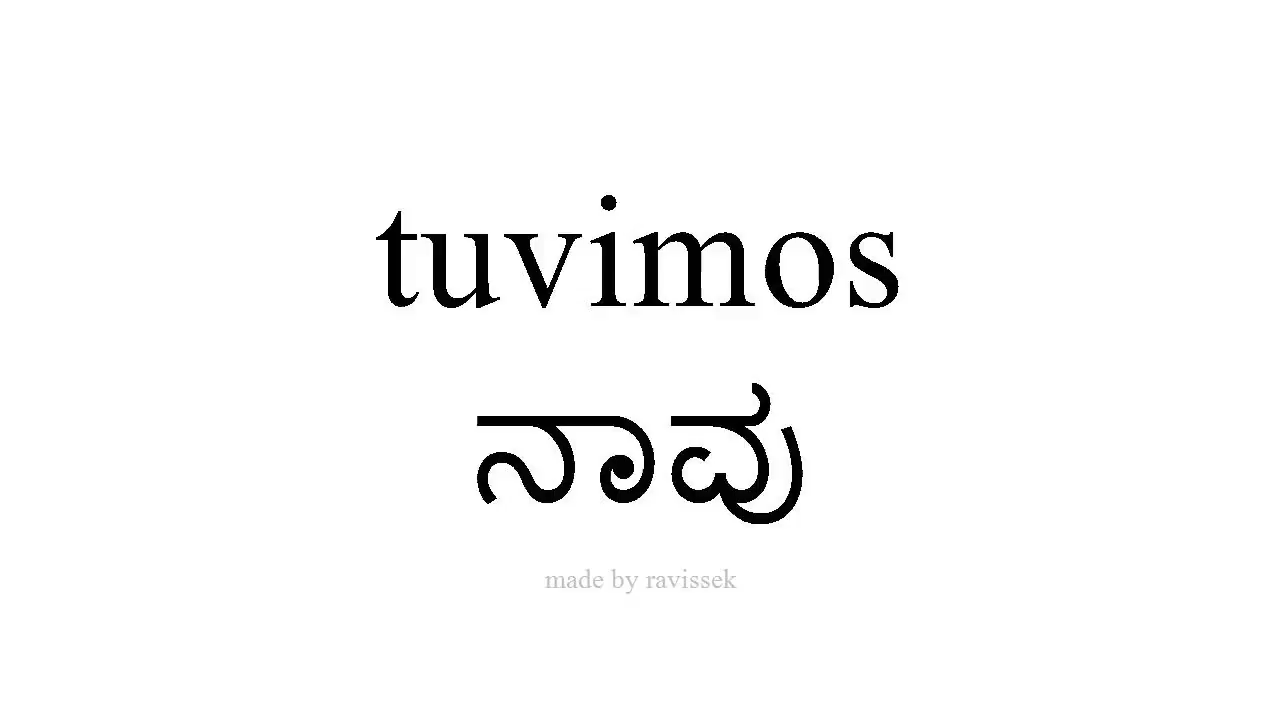 tuvimos
ನಾವು
made by ravissek